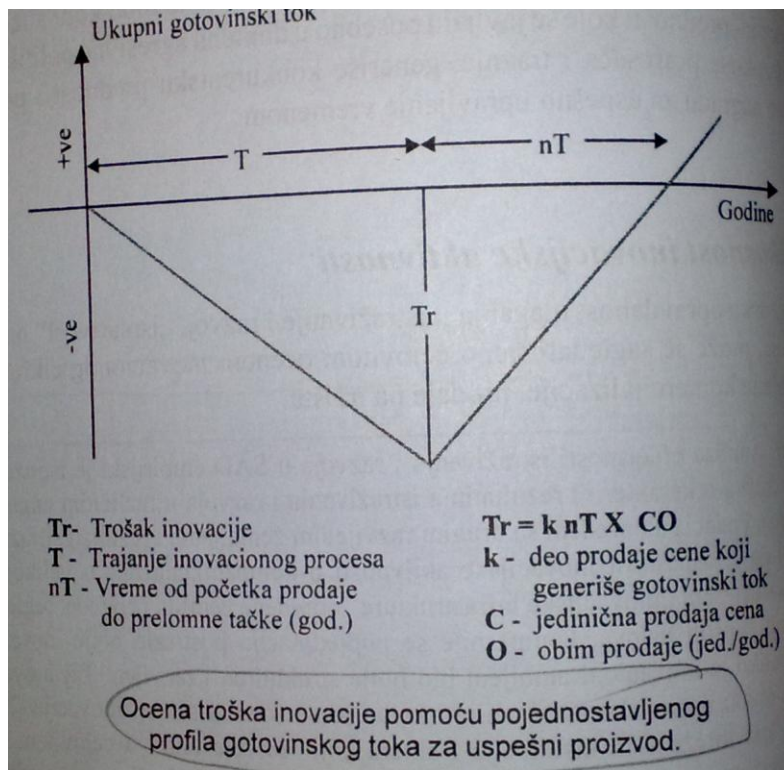 Ukupni gotovinski tok
+ve
T
nT
Godine
-ve
Tr
Tr- Trošak inovacije
T - Trajanje inovacionog procesa
nT - Vreme od početka prodaje
do prelomne tačke (god.)
Tr = k nT X CO
k - deo prodaje cene koji
generiše gotovinski tok
C - jedinična prodaja cena
O - obim prodaje (jed./god.)
Ocena troška inovacije pomoću pojednostavljenog
profila gotovinskog toka za uspešni proizvod.